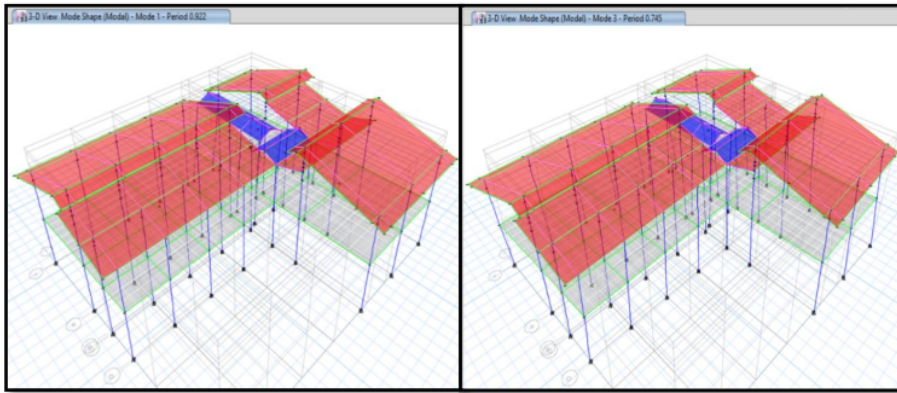 3-D View Mode Shape (Modal) - Mode 1 - Period 0.822
3-D View Mode Shape (Modal) - Mode 3 - Period 0.745